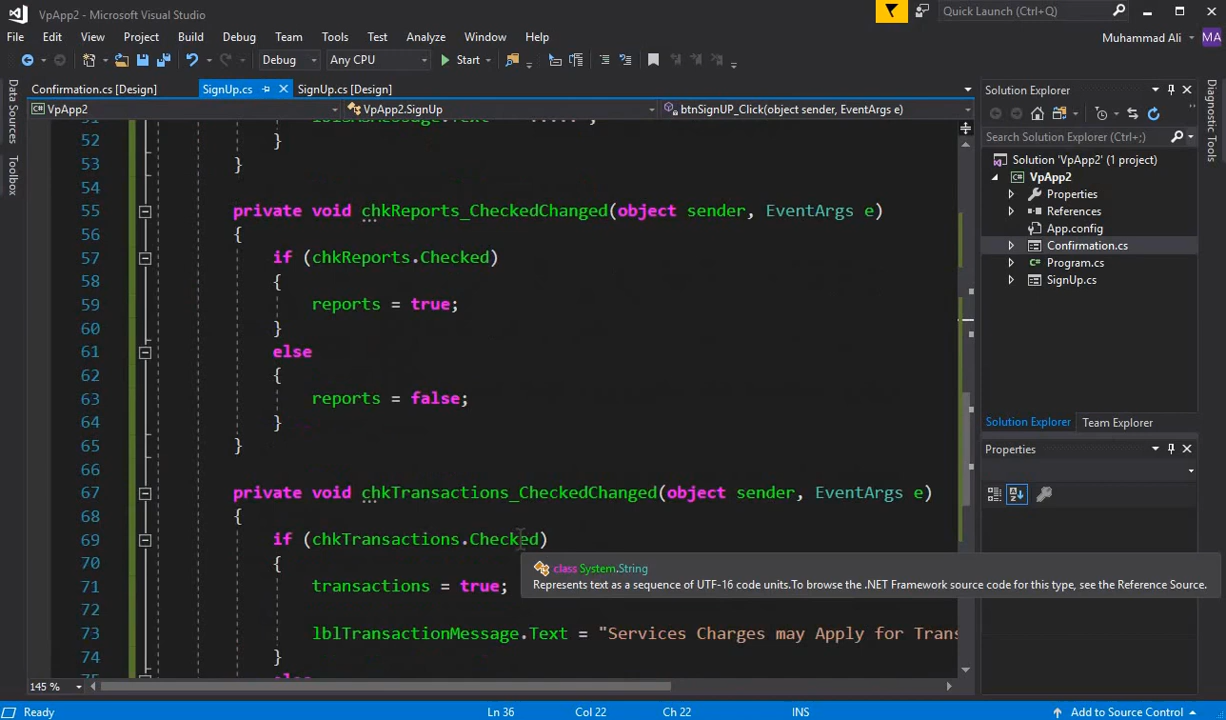 VpApp2 - Microsoft Visual Studio
Quick Launch (Ctrl+Q)
File Edit View Project Build Debug Team Tools Test Analyze Window Help
Muhammad Ali MA
Debug Any CPU Start
Confirmation.cs [Design] SignUp.cs SignUp.cs [Design]
VpApp2 VpApp2.SignUp btnSignUP_Click(object sender, EventArgs e)
Data Sources
Toolbox
52 }
53 }
54
55 private void chkReports_CheckedChanged(object sender, EventArgs e)
56 {
57 if (chkReports.Checked)
58 {
59 reports = true;
60 }
61 else
62 {
63 reports = false;
64 }
65 }
66
67 private void chkTransactions_CheckedChanged(object sender, EventArgs e)
68 {
69 if (chkTransactions.Checked)
70 {
71 transactions = true;
72
73 lblTransactionMessage.Text = "Services Charges may Apply for Trans
74 }
class System.String
Represents text as a sequence of UTF-16 code units.To browse the .NET Framework source code for this type, see the Reference Source.
145 %
Solution Explorer
Search Solution Explorer (Ctrl+;)
Solution 'VpApp2' (1 project)
VpApp2
Properties
References
App.config
Confirmation.cs
Program.cs
SignUp.cs
Solution Explorer Team Explorer
Properties
Diagnostic Tools
Ready Ln 36 Col 22 Ch 22 INS Add to Source Control